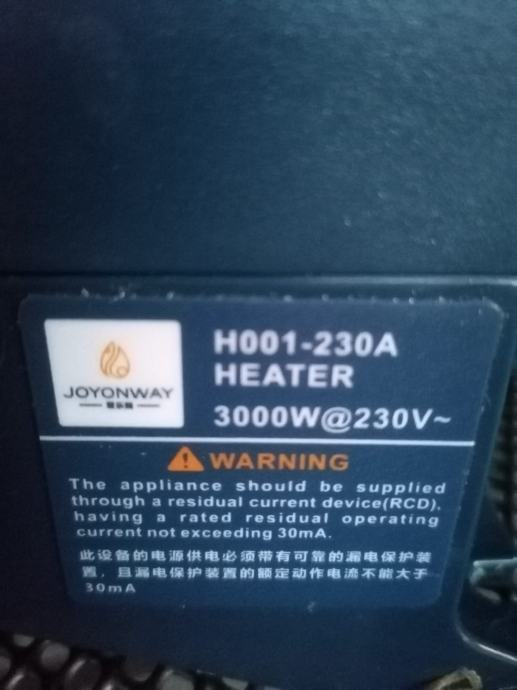 H001-230A
HEATER
JOYONWAY
3000W@230V~
WARNING
The appliance should be supplied
through a residual current device(RCD),
having a rated residual operating
current not exceeding 30mA.
此设备的电源供电必须带有可靠的漏电保护装
置，且漏电保护装置的额定动作电流不能大于
30mA